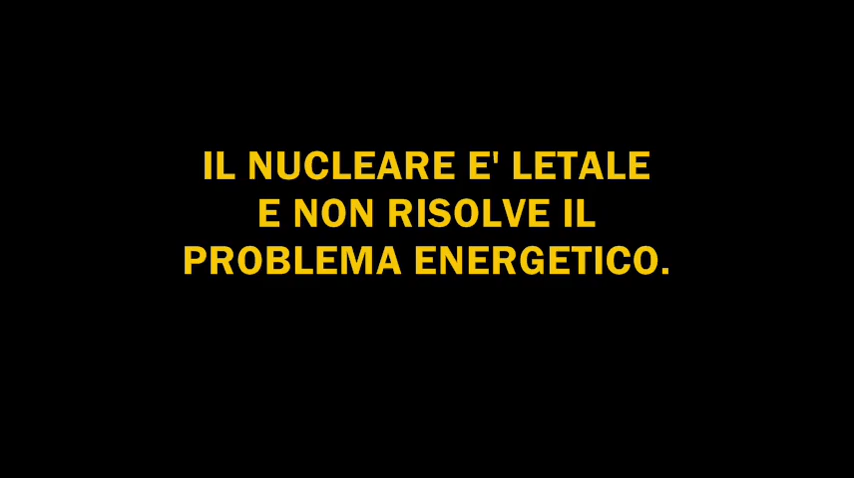 IL NUCLEARE E' LETALE
E NON RISOLVE IL
PROBLEMA ENERGETICO.